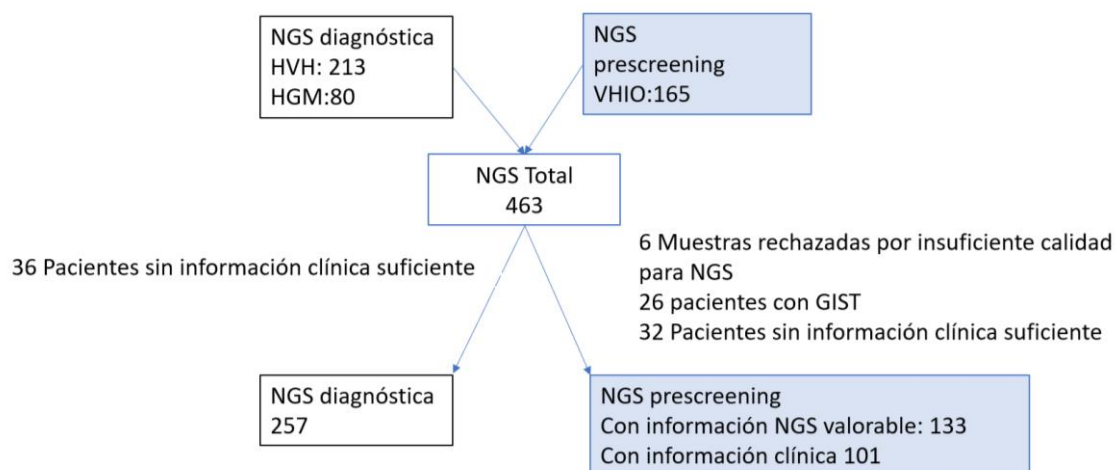 NGS diagnóstica
HVH: 213
HGM:80
NGS
prescreening
VHIO:165
NGS Total
463
36 Pacientes sin información clínica suficiente
6 Muestras rechazadas por insuficiente calidad
para NGS
26 pacientes con GIST
32 Pacientes sin información clínica suficiente
NGS diagnóstica
257
NGS prescreening
Con información NGS valorable: 133
Con información clínica 101